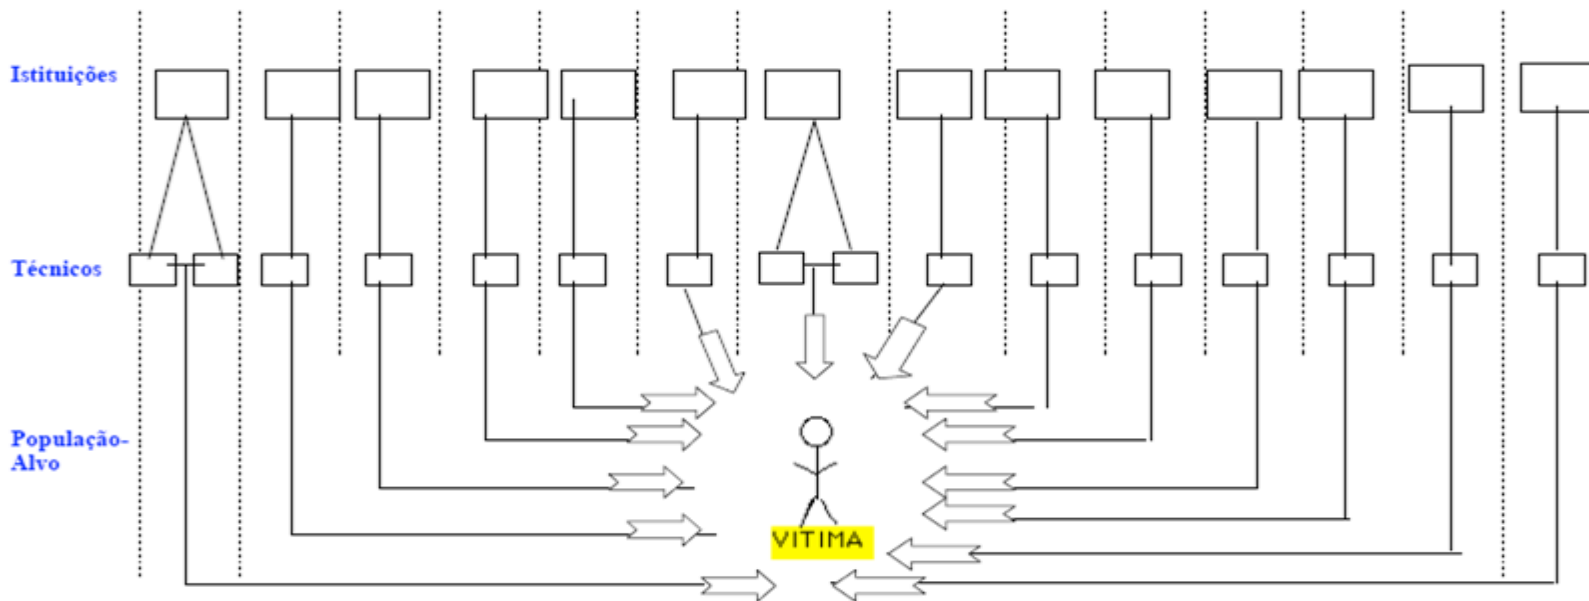 Istituições
Técnicos
População-
Alvo
VITIMA